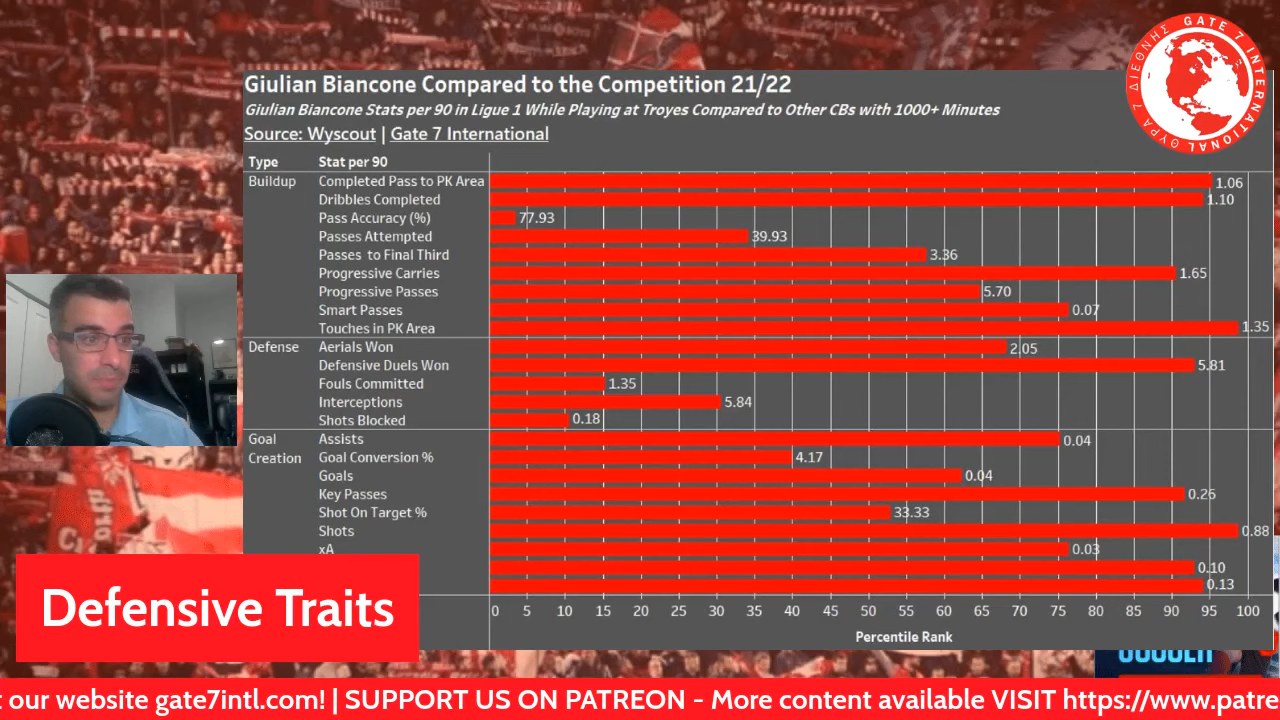 GATE 7 INTERNATIONAL
ΘΥΡΑ 7 ΔΙΕΘΝΗΣ
Giulian Biancone Compared to the Competition 21/22
Giulian Biancone Stats per 90 in Ligue 1 While Playing at Troyes Compared to Other CBs with 1000+ Minutes
Source: Wyscout | Gate 7 International
Type Stat per 90
Buildup Completed Pass to PK Area 1.06
Dribbles Completed 1.10
Pass Accuracy (%) 77.93
Passes Attempted 39.93
Passes to Final Third 3.36
Progressive Carries 1.65
Progressive Passes 5.70
Smart Passes 0.07
Touches in PK Area 1.35
Defense Aerials Won 2.05
Defensive Duels Won 5.81
Fouls Committed 1.35
Interceptions 5.84
Shots Blocked 0.18
Goal Assists 0.04
Creation Goal Conversion % 4.17
Goals 0.04
Key Passes 0.26
Shot On Target % 33.33
Shots 0.88
xA 0.03
0.10
0.13
0 5 10 15 20 25 30 35 40 45 50 55 60 65 70 75 80 85 90 95 100
Percentile Rank
Defensive Traits
our website gate7intl.com! | SUPPORT US ON PATREON - More content available VISIT https://www.patre